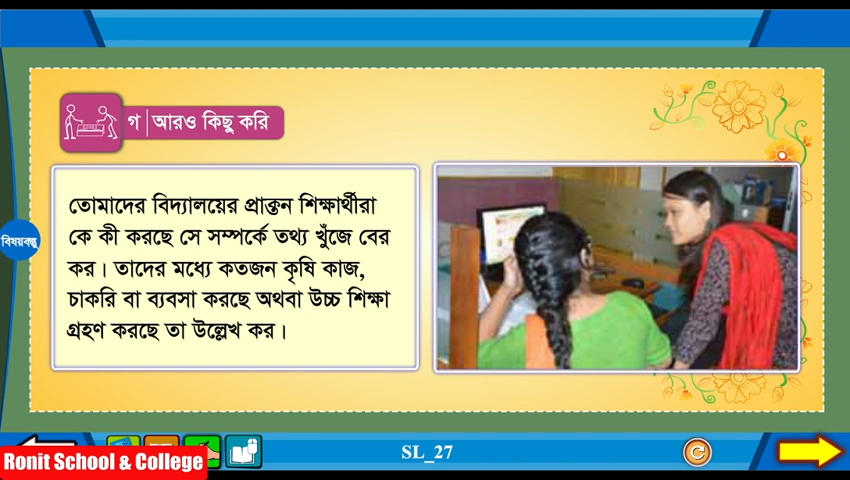 গ | আরও কিছু করি
তোমাদের বিদ্যালয়ের প্রাক্তন শিক্ষার্থীরা
কে কী করছে সে সম্পর্কে তথ্য খুঁজে বের
কর। তাদের মধ্যে কতজন কৃষি কাজ,
চাকরি বা ব্যবসা করছে অথবা উচ্চ শিক্ষা
গ্রহণ করছে তা উল্লেখ কর।
বিষয়বস্তু
SL_27
Ronit School & College